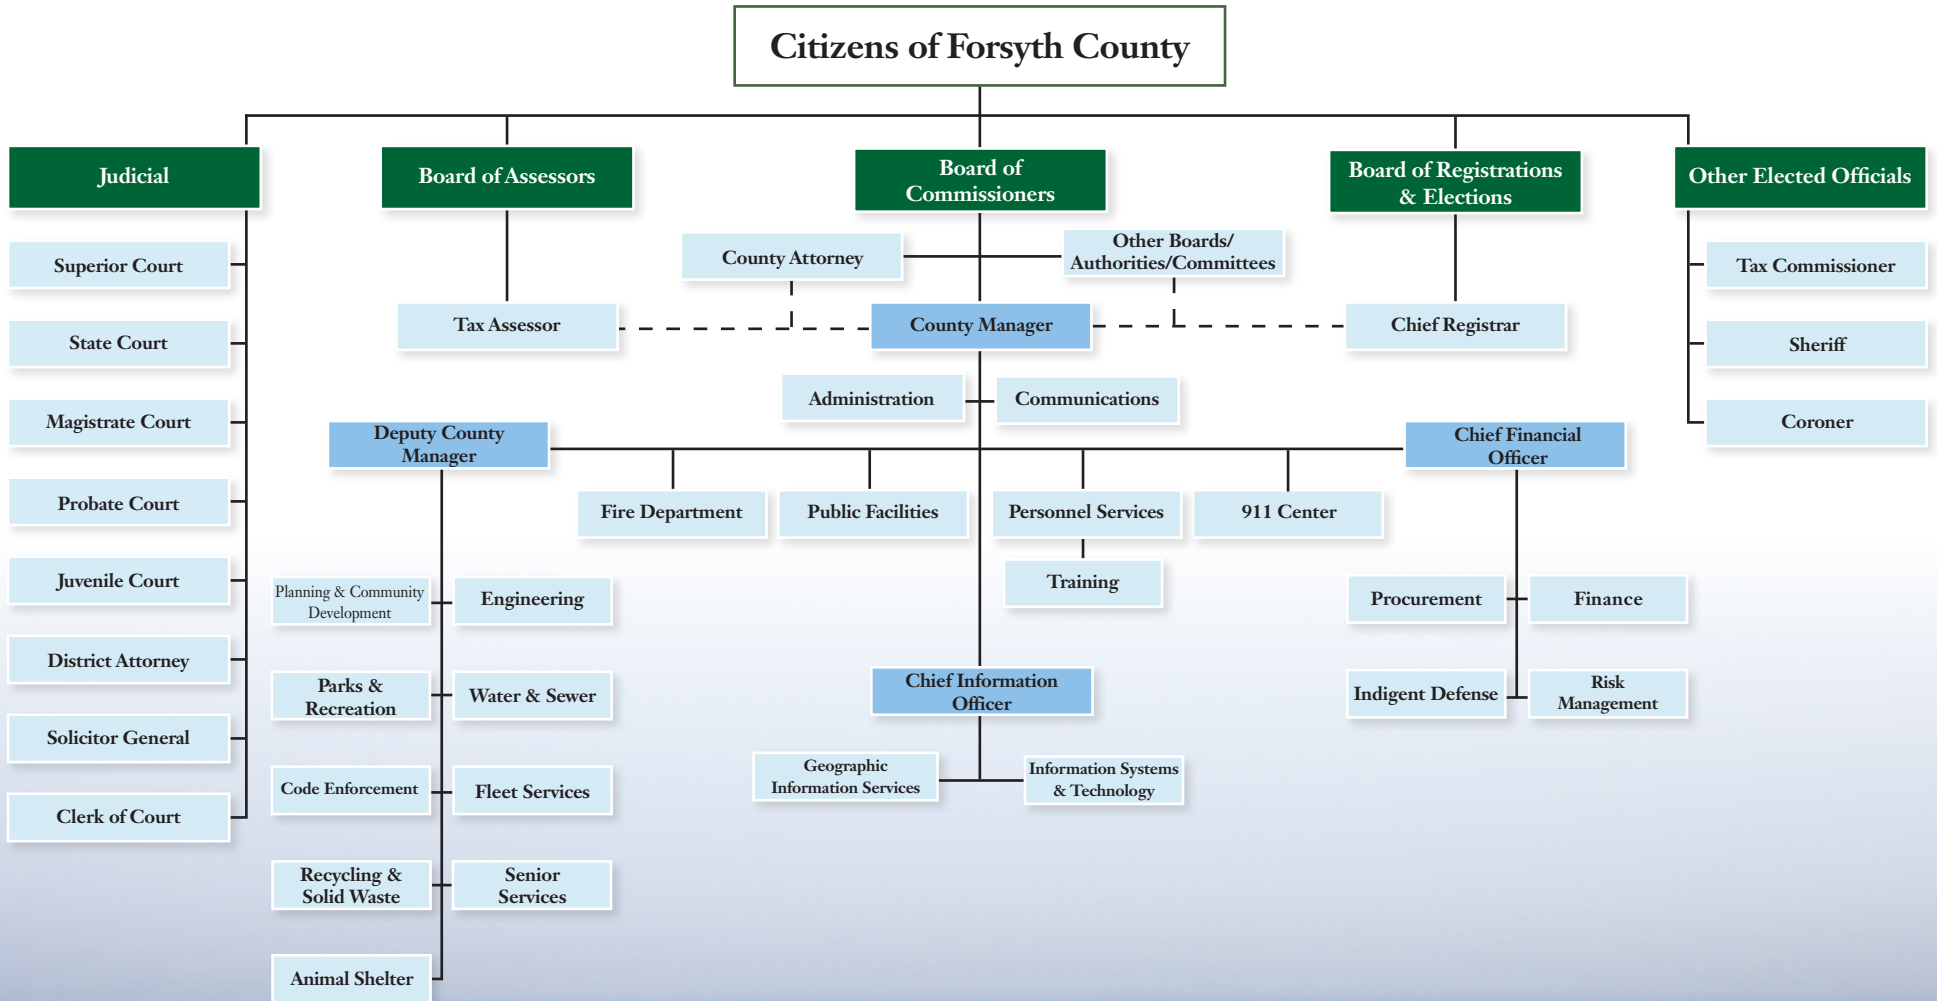 Citizens of Forsyth County
Judicial
Board of Assessors
Board of
Commissioners
Board of Registrations
& Elections
Other Elected Officials
Superior Court
State Court
Magistrate Court
Probate Court
Juvenile Court
District Attorney
Solicitor General
Clerk of Court
Tax Assessor
County Attorney
Other Boards/
Authorities/Committees
County Manager
Chief Registrar
Tax Commissioner
Sheriff
Coroner
Administration
Communications
Deputy County
Manager
Chief Financial
Officer
Fire Department
Public Facilities
Personnel Services
911 Center
Training
Planning & Community
Development
Engineering
Parks &
Recreation
Water & Sewer
Code Enforcement
Fleet Services
Recycling &
Solid Waste
Senior
Services
Animal Shelter
Chief Information
Officer
Geographic
Information Services
Information Systems
& Technology
Procurement
Finance
Indigent Defense
Risk
Management